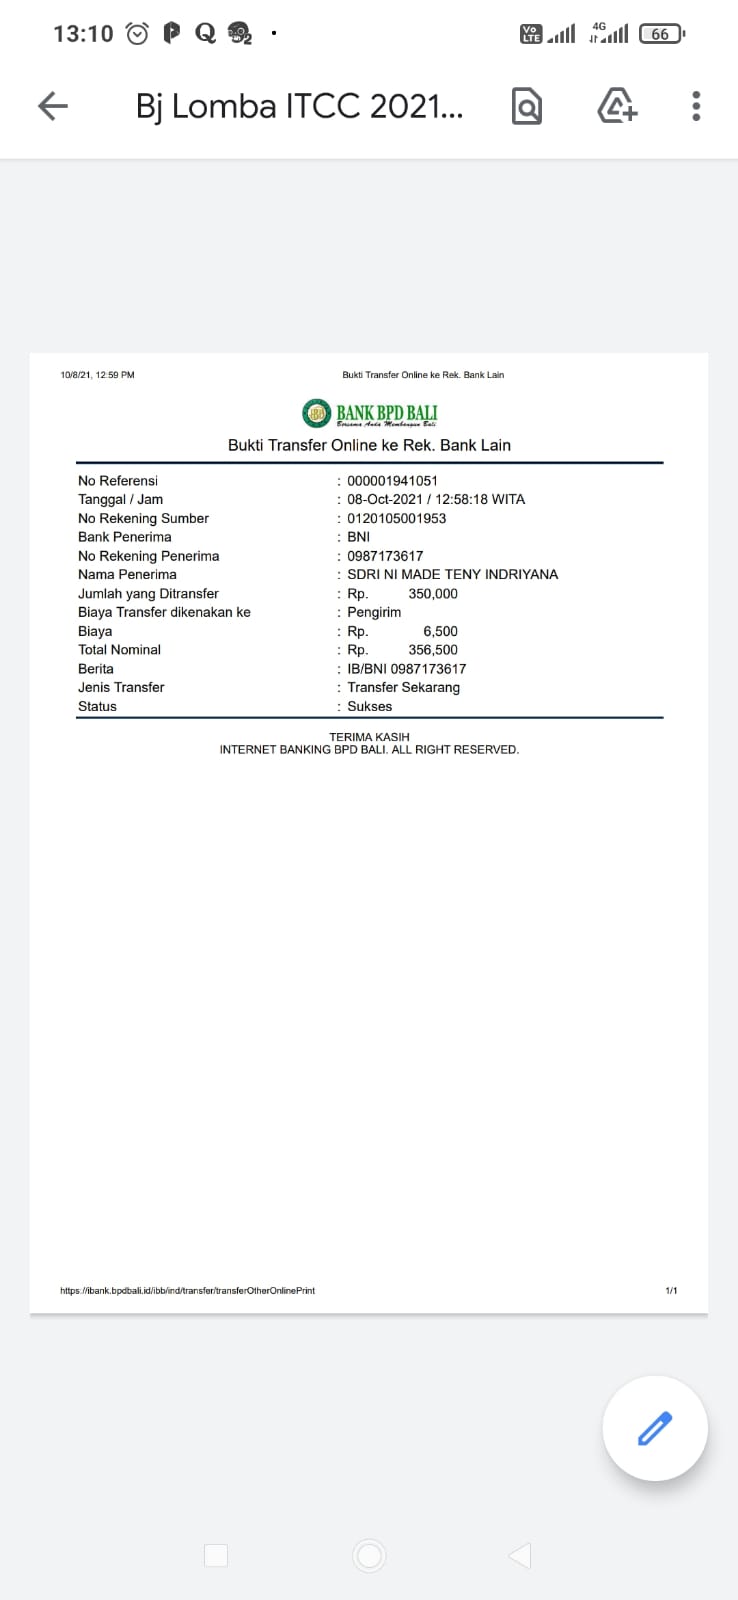 13:10
Vo LTE 4G 66
Bj Lomba ITCC 2021...
10/8/21, 12:59 PM Bukti Transfer Online ke Rek. Bank Lain
BANK BPD BALI
Bersama Anda Membangun Bali
Bukti Transfer Online ke Rek. Bank Lain
No Referensi : 000001941051
Tanggal / Jam : 08-Oct-2021 / 12:58:18 WITA
No Rekening Sumber : 0120105001953
Bank Penerima : BNI
No Rekening Penerima : 0987173617
Nama Penerima : SDRI NI MADE TENY INDRIYANA
Jumlah yang Ditransfer : Rp. 350,000
Biaya Transfer dikenakan ke : Pengirim
Biaya : Rp. 6,500
Total Nominal : Rp. 356,500
Berita : IB/BNI 0987173617
Jenis Transfer : Transfer Sekarang
Status : Sukses
TERIMA KASIH
INTERNET BANKING BPD BALI. ALL RIGHT RESERVED.
https://ibank.bpdbali.id/ibb/ind/transfer/transferOtherOnlinePrint 1/1